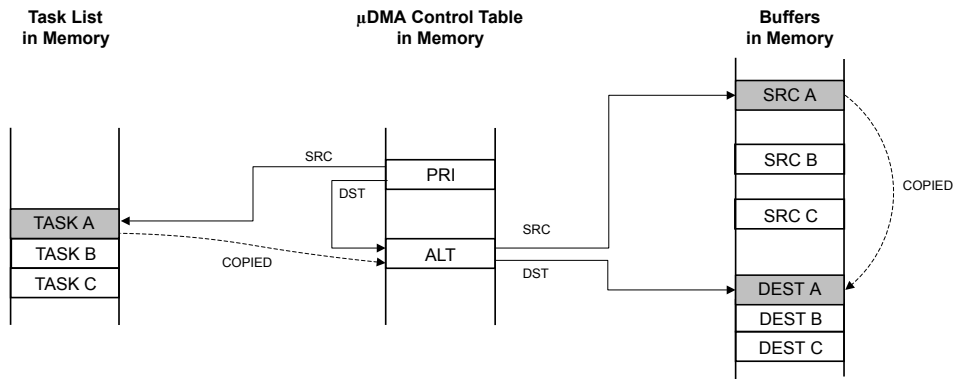 Task List
in Memory
μDMA Control Table
in Memory
Buffers
in Memory
SRC A
SRC
PRI
SRC B
DST
COPIED
TASK A
SRC C
SRC
TASK B
COPIED
ALT
DST
TASK C
DEST A
DEST B
DEST C